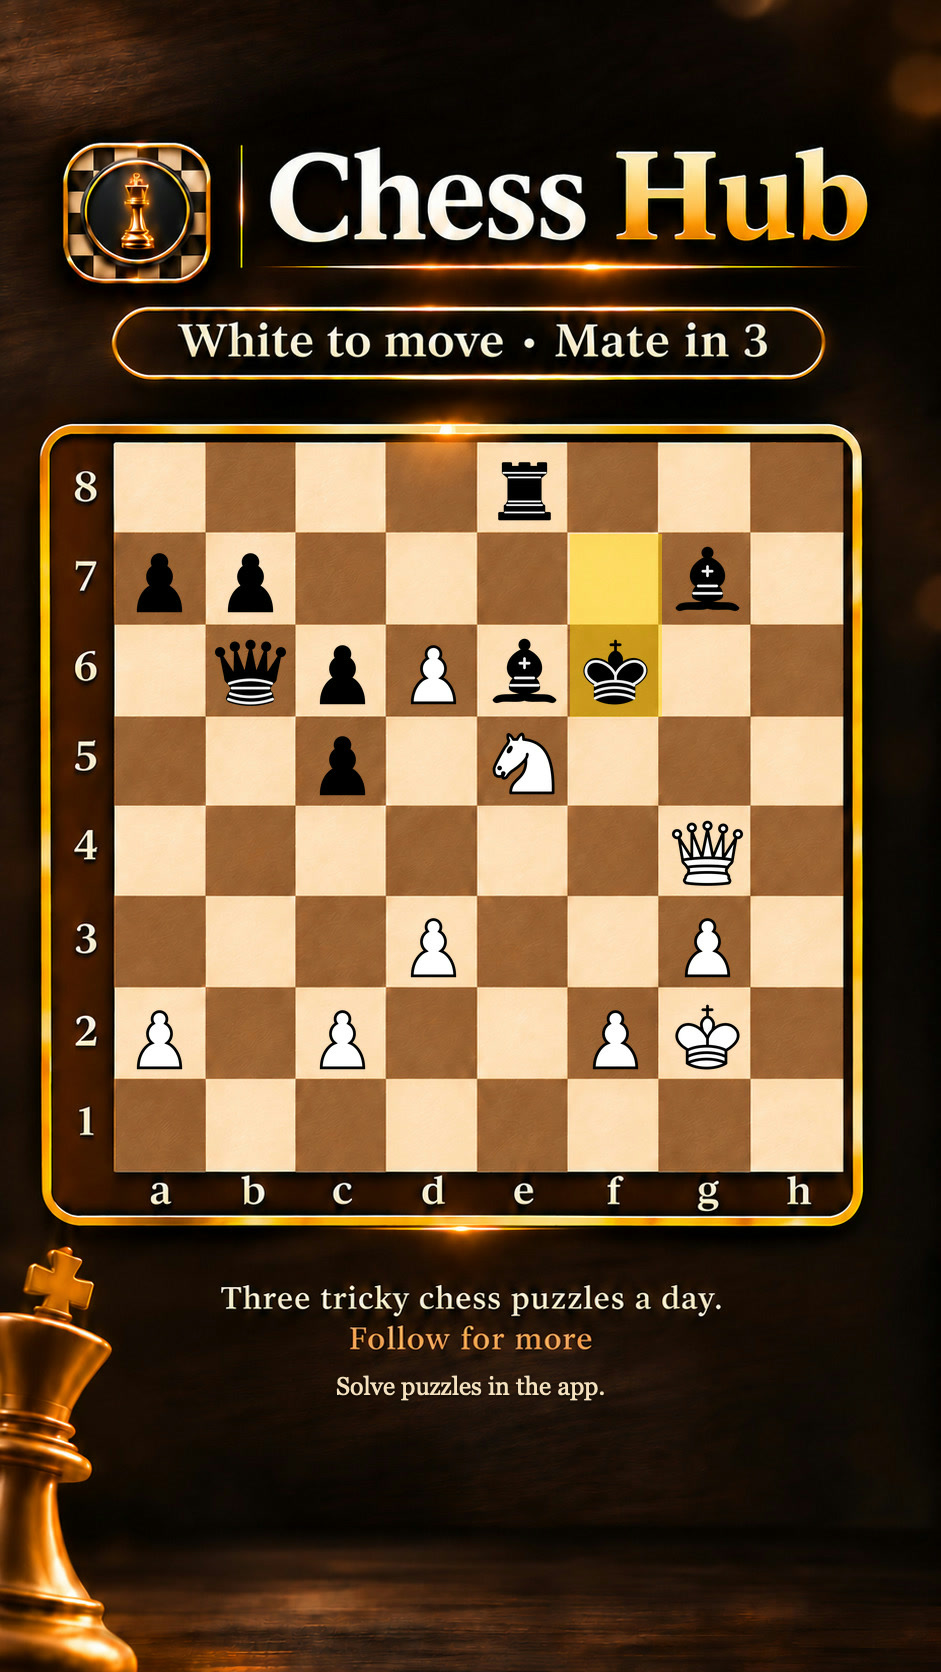 Chess Hub
White to move • Mate in 3
8
7
6
5
4
3
2
1
a b c d e f g h
Three tricky chess puzzles a day.
Follow for more
Solve puzzles in the app.